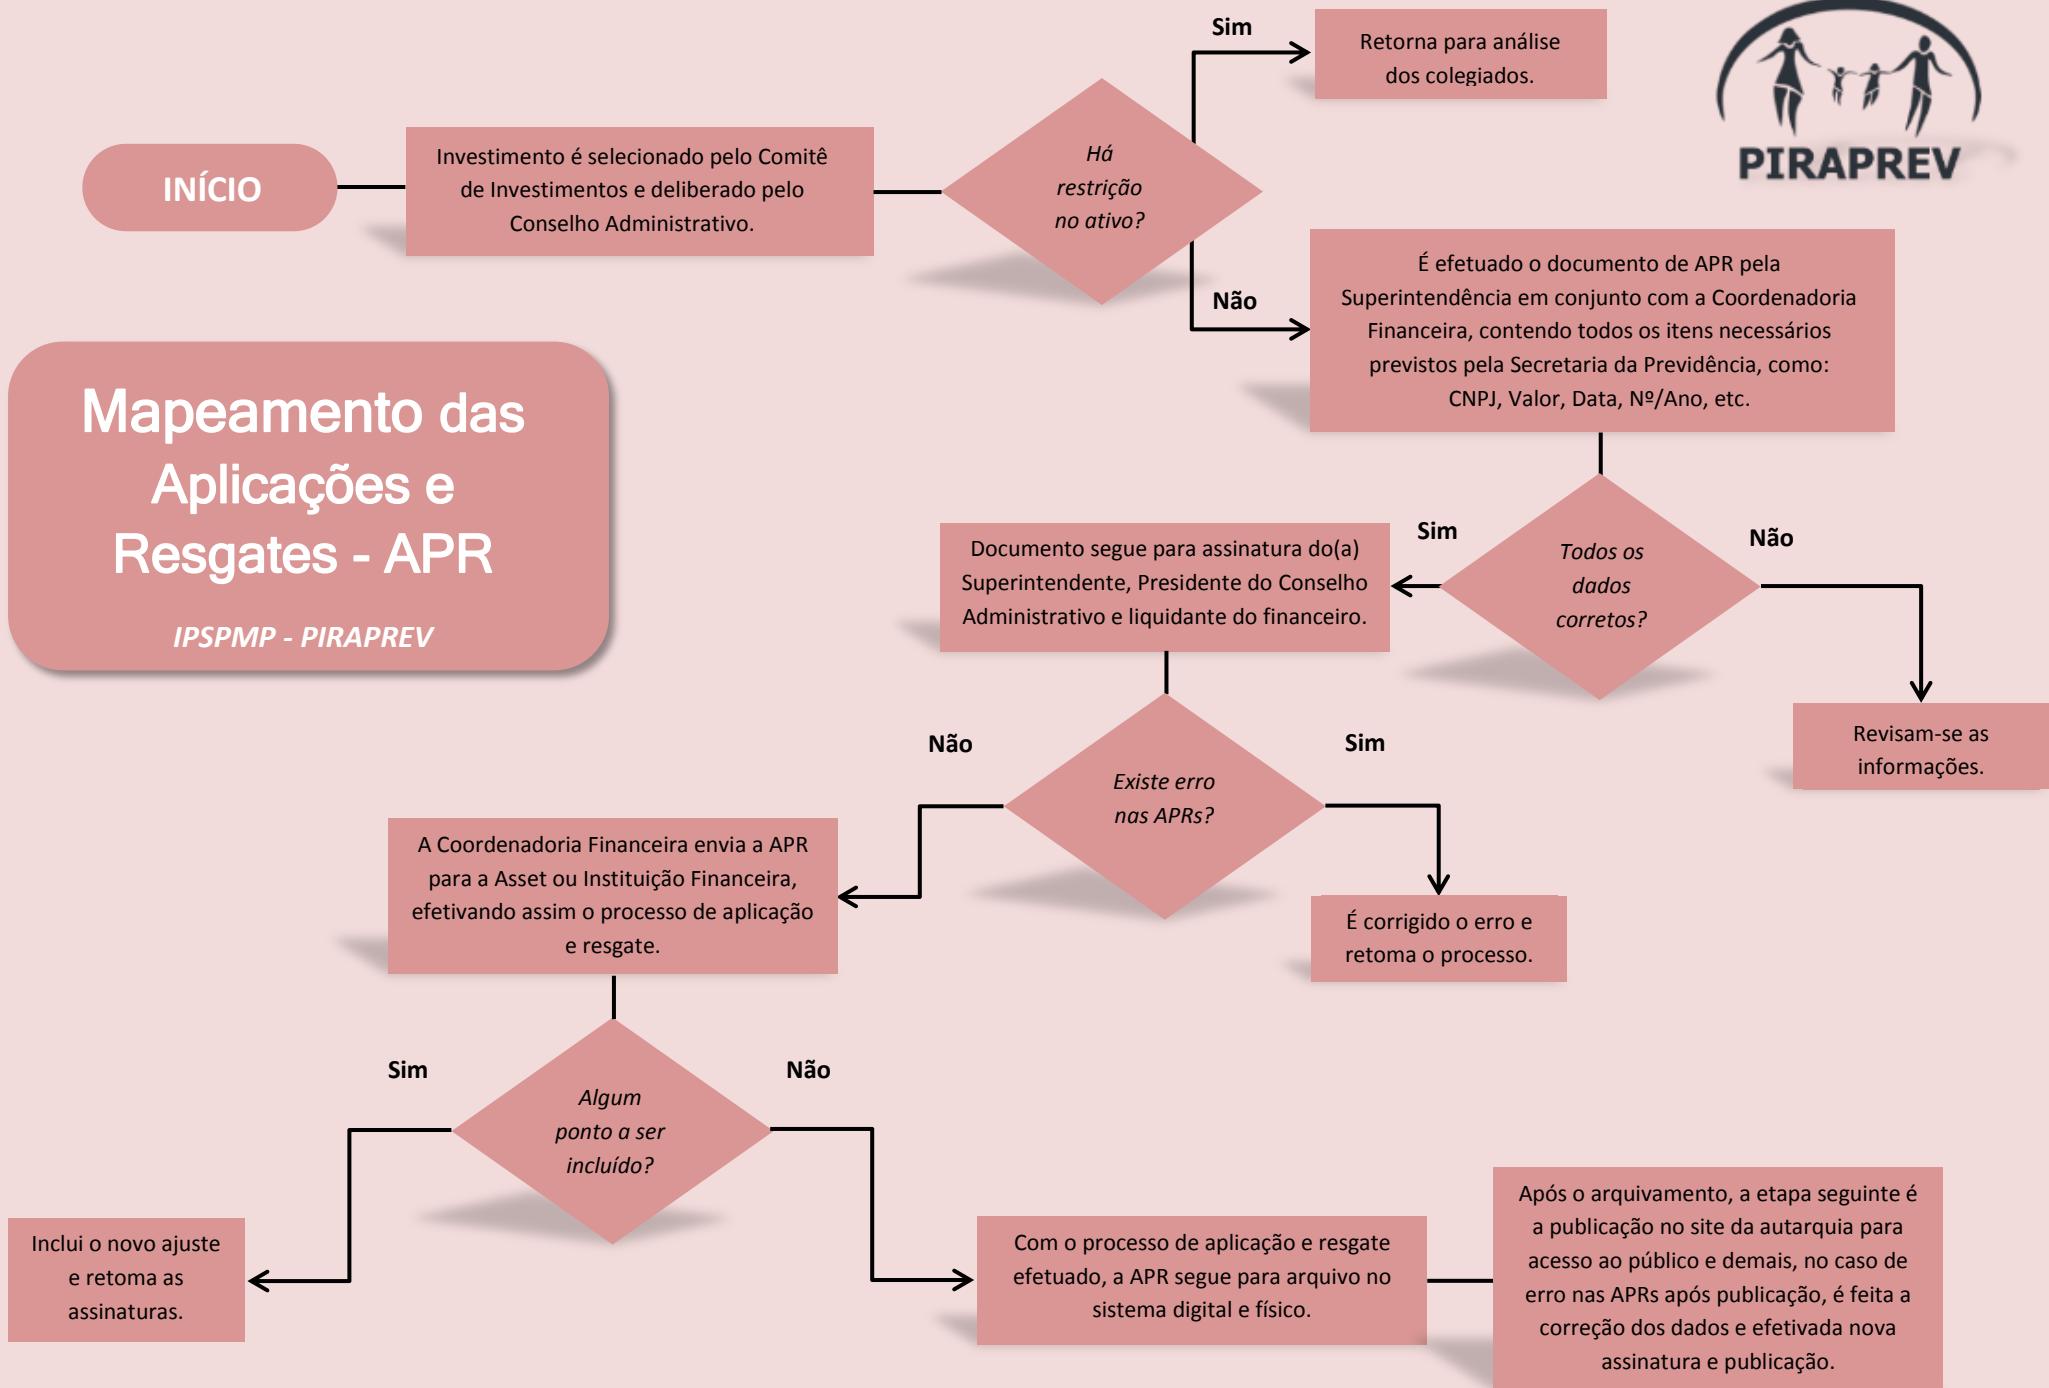 Sim
Retorna para análise
dos colegiados.
PIRAPREV
INÍCIO
Investimento é selecionado pelo Comitê
de Investimentos e deliberado pelo
Conselho Administrativo.
Há
restrição
no ativo?
Não
É efetuado o documento de APR pela
Superintendência em conjunto com a Coordenadoria
Financeira, contendo todos os itens necessários
previstos pela Secretaria da Previdência, como:
CNPJ, Valor, Data, Nº/Ano, etc.
Mapeamento das
Aplicações e
Resgates - APR
IPSPMP - PIRAPREV
Todos os
dados
corretos?
Sim
Não
Documento segue para assinatura do(a)
Superintendente, Presidente do Conselho
Administrativo e liquidante do financeiro.
Revisam-se as
informações.
Existe erro
nas APRs?
Não
Sim
A Coordenadoria Financeira envia a APR
para a Asset ou Instituição Financeira,
efetivando assim o processo de aplicação
e resgate.
É corrigido o erro e
retoma o processo.
Algum
ponto a ser
incluído?
Sim
Não
Inclui o novo ajuste
e retoma as
assinaturas.
Com o processo de aplicação e resgate
efetuado, a APR segue para arquivo no
sistema digital e físico.
Após o arquivamento, a etapa seguinte é
a publicação no site da autarquia para
acesso ao público e demais, no caso de
erro nas APRs após publicação, é feita a
correção dos dados e efetivada nova
assinatura e publicação.